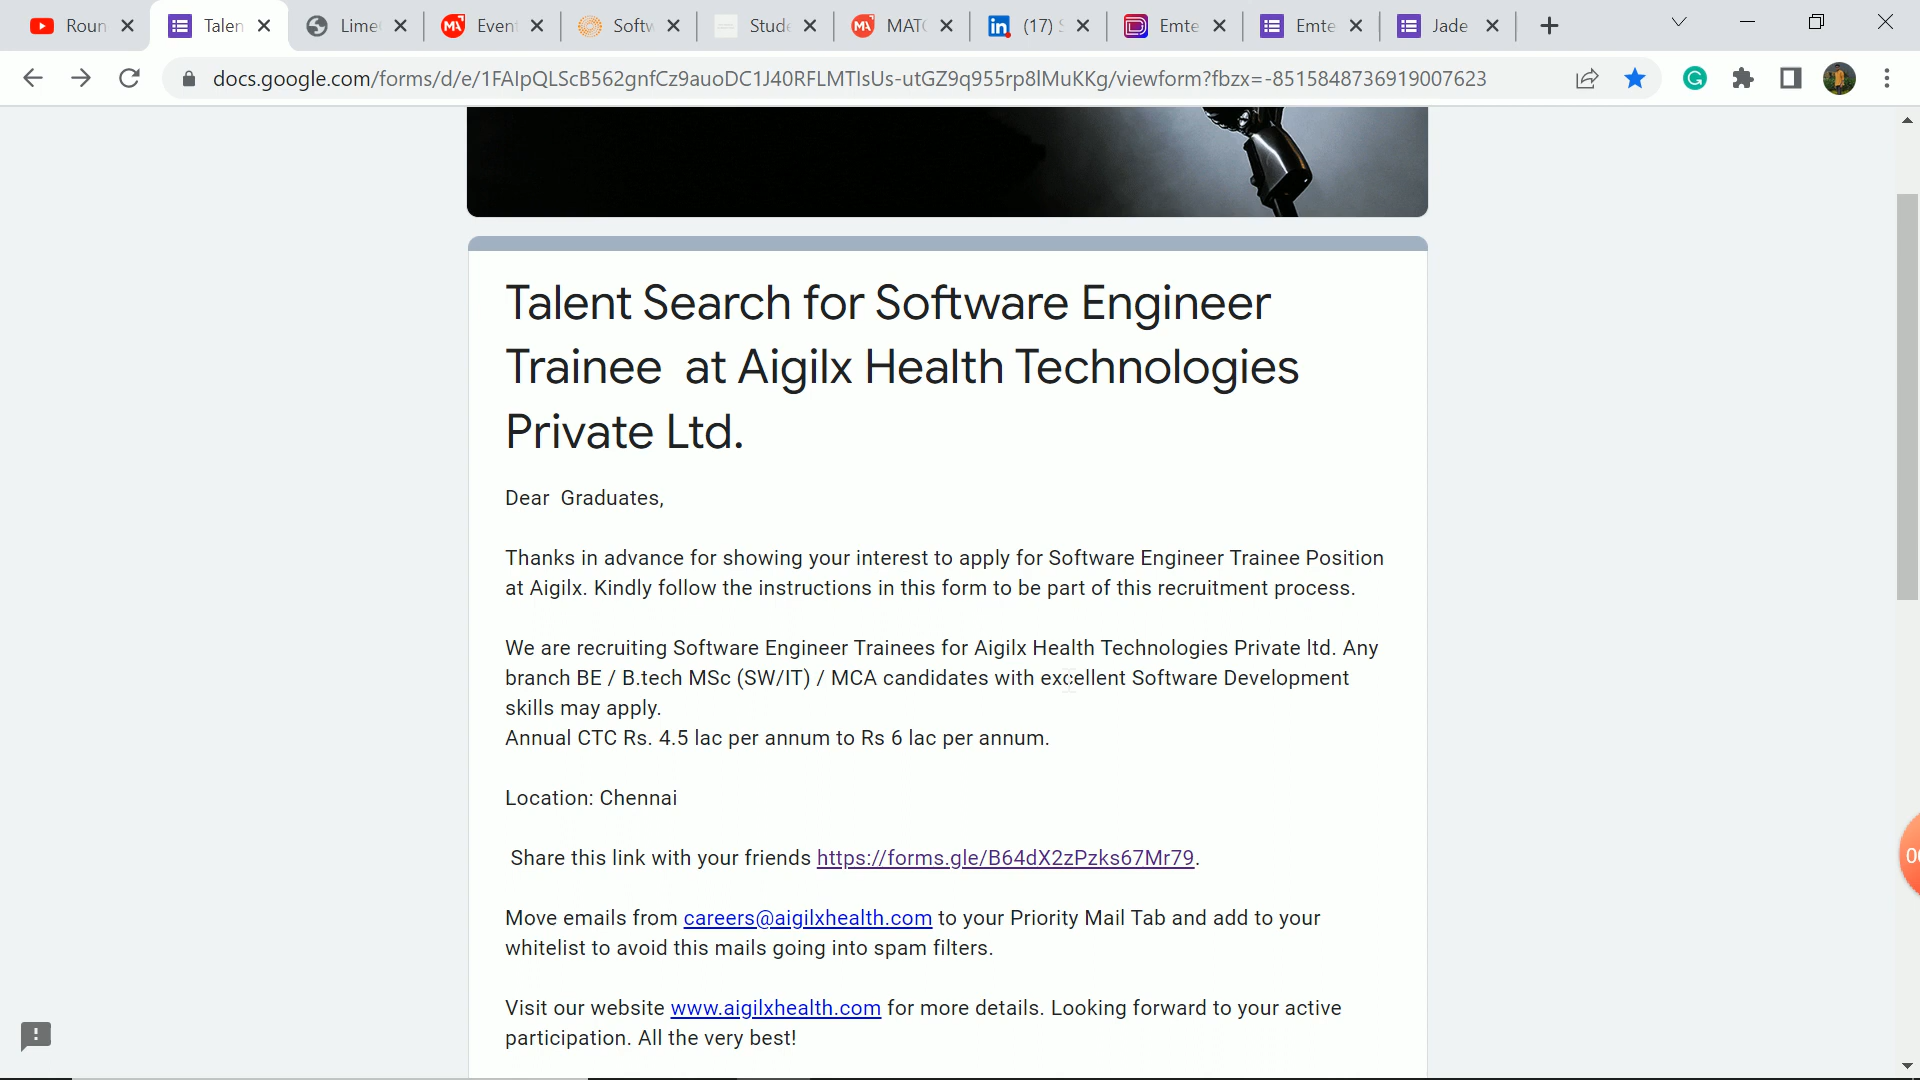 Roun
Talen
Lime
Even
Softw
Stude
MATC
(17) S
Emte
Emte
Jade
docs.google.com/forms/d/e/1FAIpQLScB562gnfCz9auoDC1J40RFLMTIsUs-utGZ9q955rp8lMuKKg/viewform?fbzx=-8515848736919007623
Talent Search for Software Engineer
Trainee at Aigilx Health Technologies
Private Ltd.
Dear Graduates,
Thanks in advance for showing your interest to apply for Software Engineer Trainee Position
at Aigilx. Kindly follow the instructions in this form to be part of this recruitment process.
We are recruiting Software Engineer Trainees for Aigilx Health Technologies Private ltd. Any
branch BE / B.tech MSc (SW/IT) / MCA candidates with excellent Software Development
skills may apply.
Annual CTC Rs. 4.5 lac per annum to Rs 6 lac per annum.
Location: Chennai
Share this link with your friends https://forms.gle/B64dX2zPzks67Mr79.
Move emails from careers@aigilxhealth.com to your Priority Mail Tab and add to your
whitelist to avoid this mails going into spam filters.
Visit our website www.aigilxhealth.com for more details. Looking forward to your active
participation. All the very best!